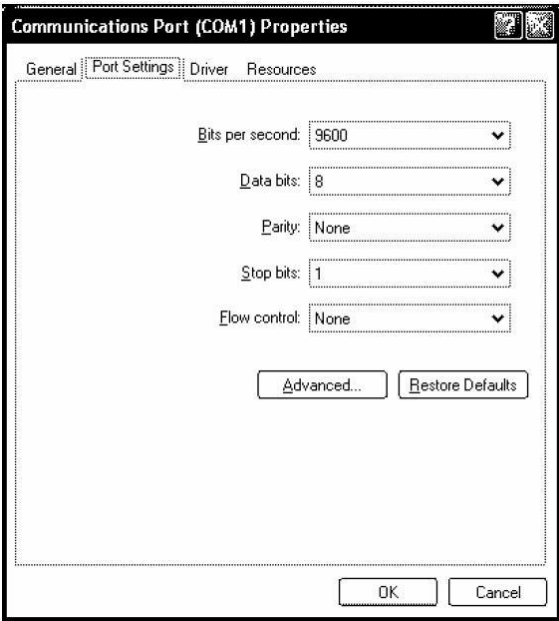 Communications Port (COM1) Properties
General Port Settings Driver Resources
Bits per second: 9600
Data bits: 8
Parity: None
Stop bits: 1
Flow control: None
Advanced... Restore Defaults
OK Cancel